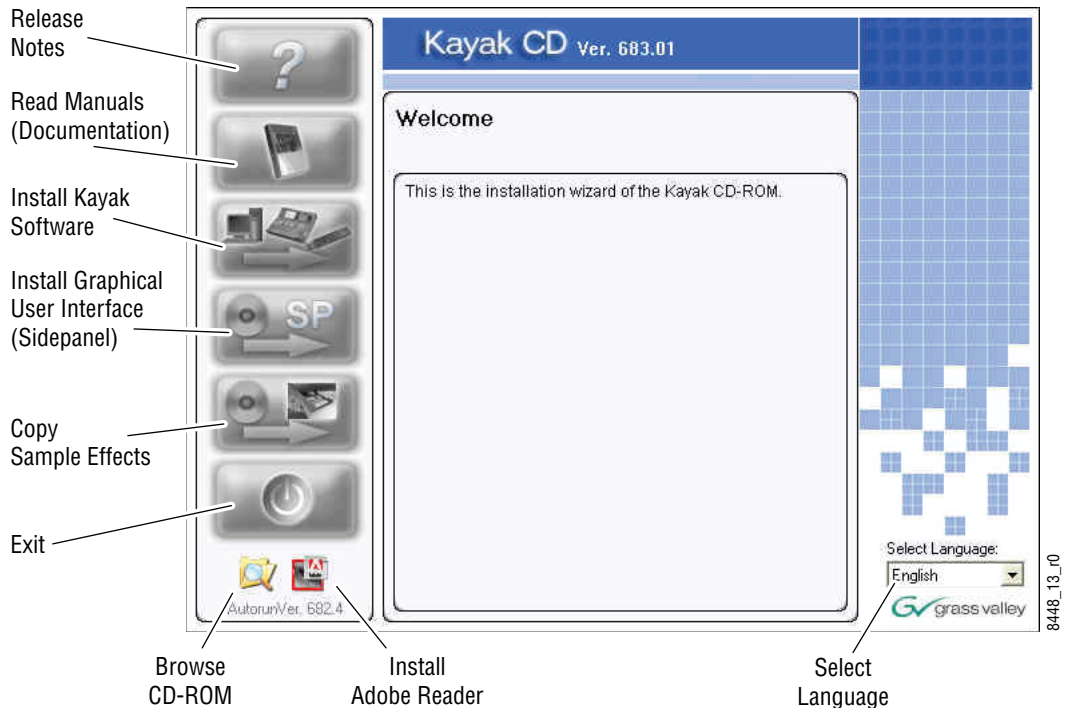 Release
Notes
Read Manuals
(Documentation)
Install Kayak
Software
Install Graphical
User Interface
(Sidepanel)
Copy
Sample Effects
Exit
?
SP
AutorunVer. 682.4
Kayak CD Ver. 683.01
Welcome
This is the installation wizard of the Kayak CD-ROM.
Select Language:
English
grass valley
8448_13_r0
Browse
CD-ROM
Install
Adobe Reader
Select
Language